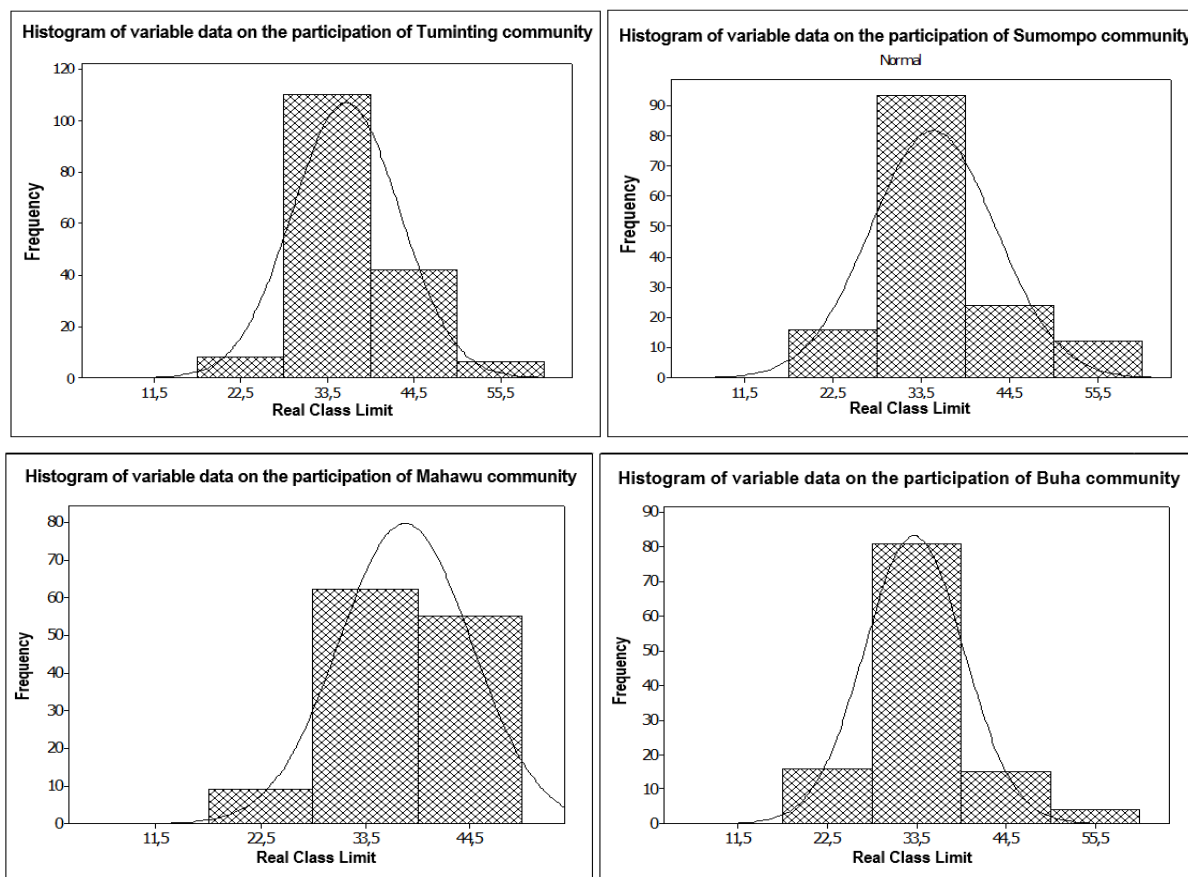 Histogram of variable data on the participation of Tuminting community
120
100
80
60
40
20
0
Frequency
11,5 22,5 33,5 44,5 55,5
Real Class Limit
Histogram of variable data on the participation of Sumompo community
Normal
90
80
70
60
50
40
30
20
10
0
Frequency
11,5 22,5 33,5 44,5 55,5
Real Class Limit
Histogram of variable data on the participation of Mahawu community
80
70
60
50
40
30
20
10
0
Frequency
11,5 22,5 33,5 44,5
Real Class Limit
Histogram of variable data on the participation of Buha community
90
80
70
60
50
40
30
20
10
0
Frequency
11,5 22,5 33,5 44,5 55,5
Real Class Limit